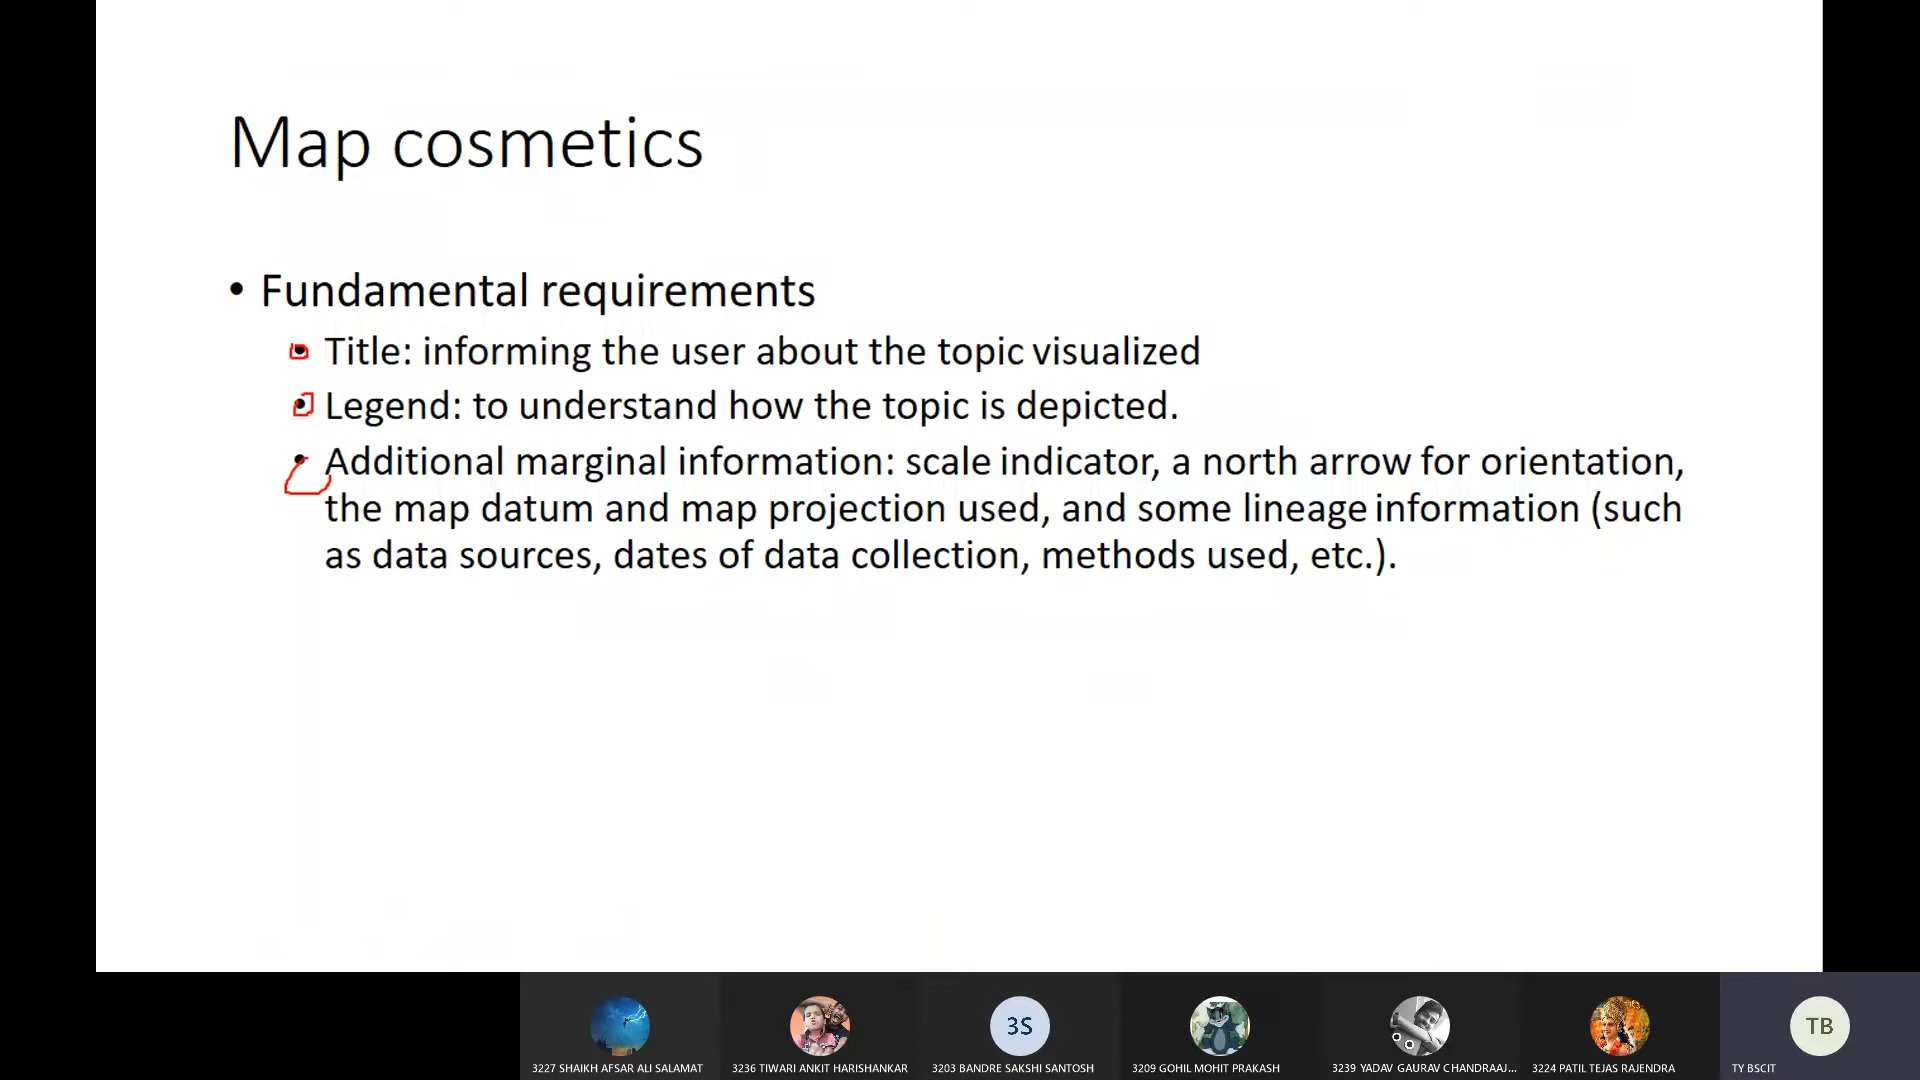 Map cosmetics
• Fundamental requirements
• Title: informing the user about the topic visualized
• Legend: to understand how the topic is depicted.
• Additional marginal information: scale indicator, a north arrow for orientation,
the map datum and map projection used, and some lineage information (such
as data sources, dates of data collection, methods used, etc.).
3S
TB
3227 SHAIKH AFSAR ALI SALAMAT
3236 TIWARI ANKIT HARISHANKAR
3203 BANDRE SAKSHI SANTOSH
3209 GOHIL MOHIT PRAKASH
3239 YADAV GAURAV CHANDRAAJ...
3224 PATIL TEJAS RAJENDRA
TY BSCIT